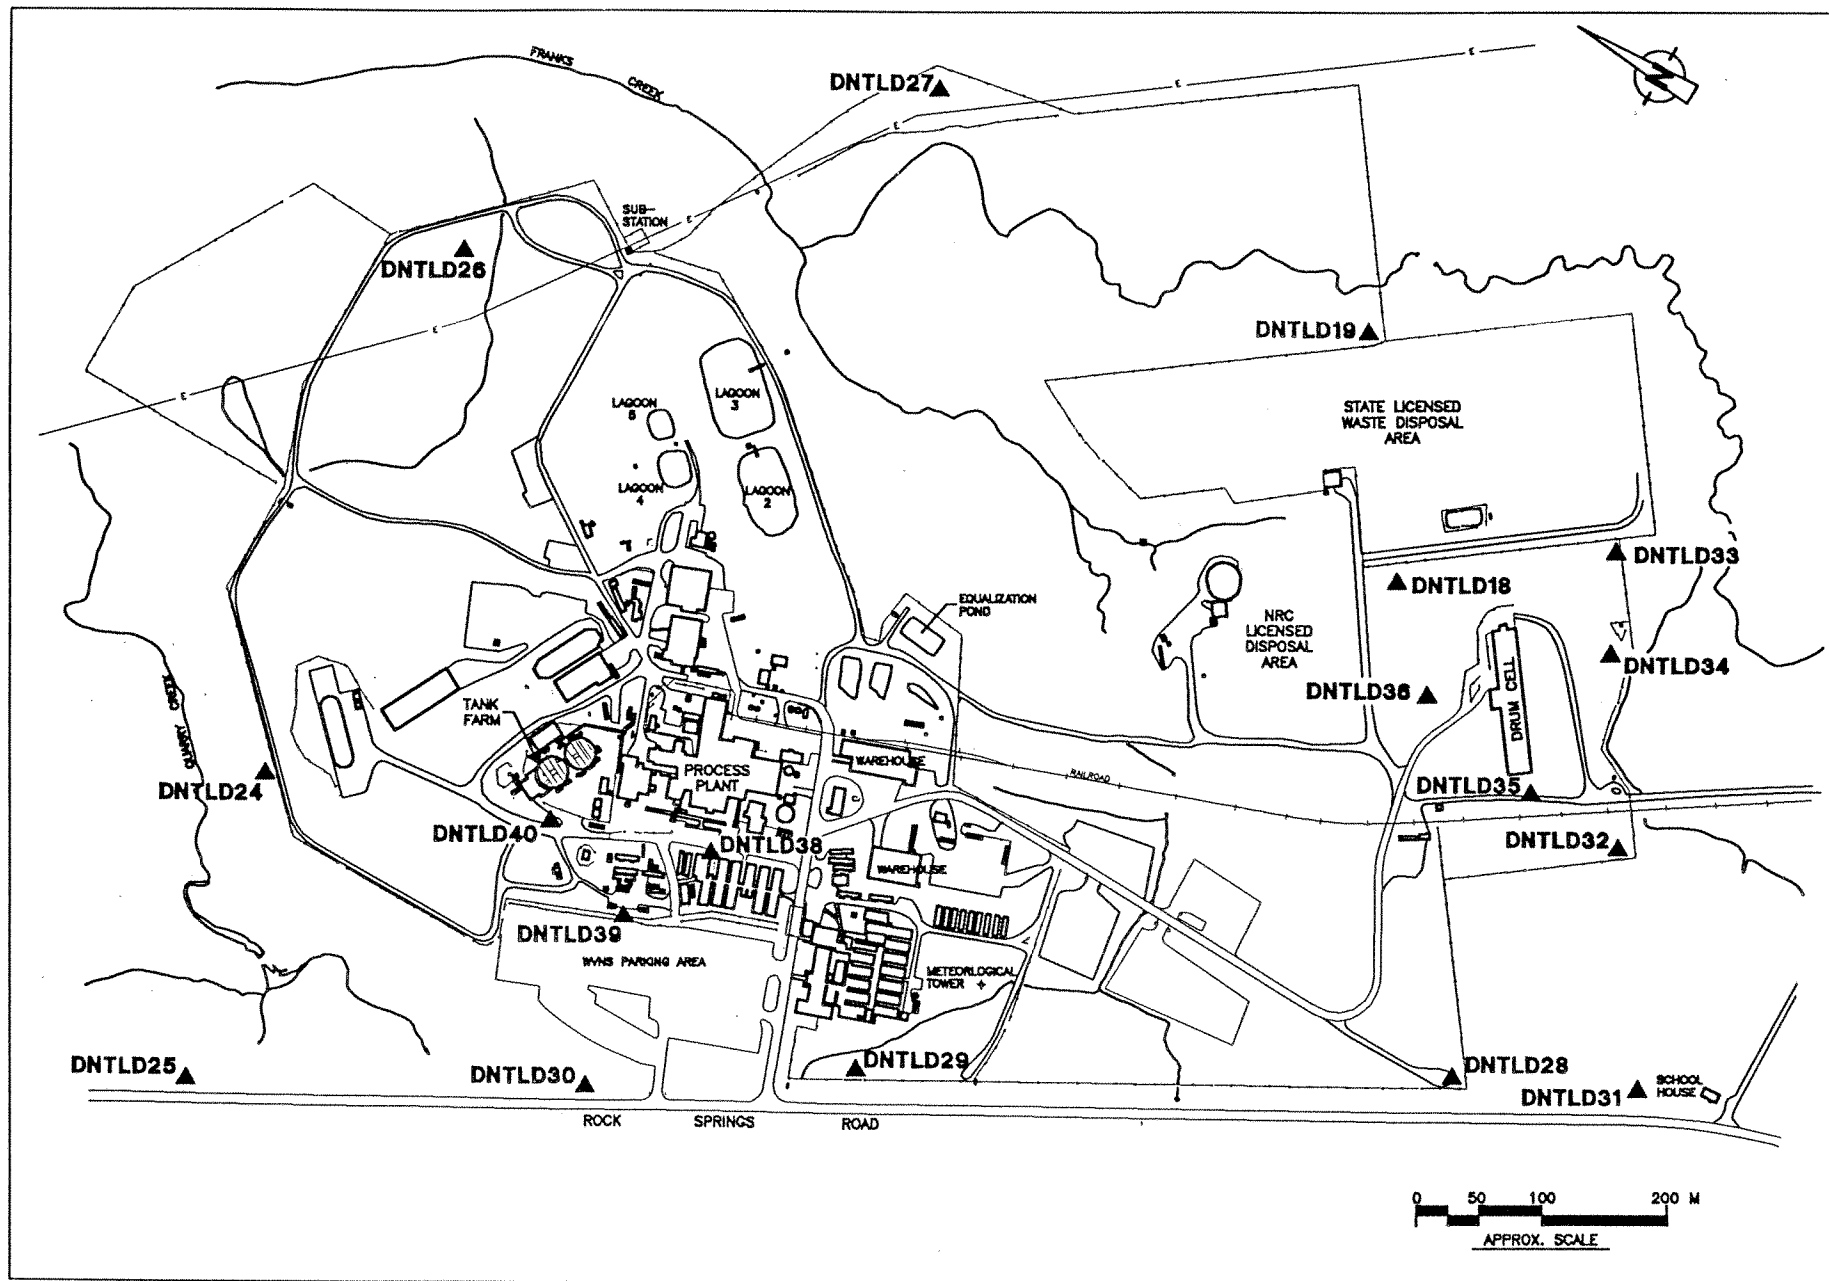 FRANKS
CREEK
DNTLD27
E
E
E
N
SUB-
STATION
E
DNTLD26
E
E
DNTLD19
LAGOON
3
LAGOON
5
LAGOON
4
LAGOON
2
STATE LICENSED
WASTE DISPOSAL
AREA
DNTLD33
DNTLD18
EQUALIZATION
POND
NRC
LICENSED
DISPOSAL
AREA
DNTLD34
DNTLD36
DRUM CELL
QUARRY CREEK
TANK
FARM
PROCESS
PLANT
WAREHOUSE
RAILROAD
DNTLD24
DNTLD35
DNTLD40
DNTLD38
DNTLD32
WAREHOUSE
DNTLD39
WVNS PARKING AREA
METEORLOGICAL
TOWER
DNTLD25
DNTLD30
DNTLD29
DNTLD28
DNTLD31
SCHOOL
HOUSE
ROCK SPRINGS ROAD
0 50 100 200 M
APPROX. SCALE